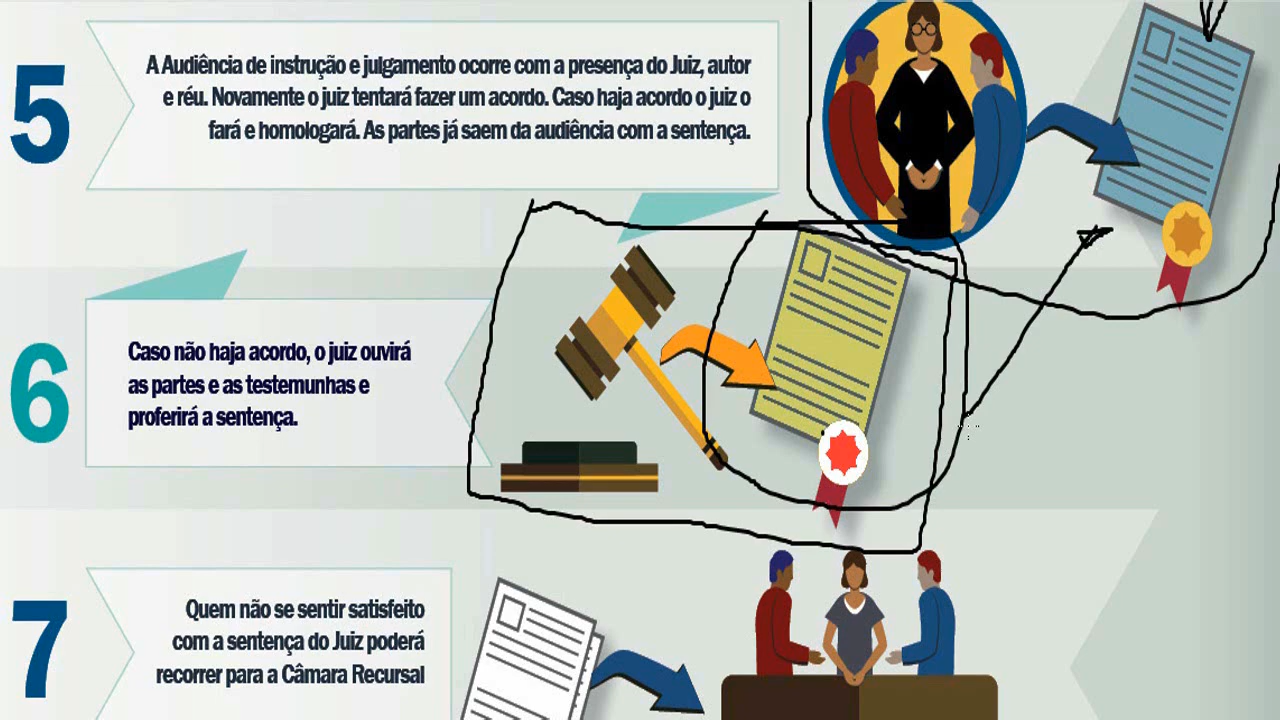 5
A Audiência de instrução e julgamento ocorre com a presença do Juiz, autor
e réu. Novamente o juiz tentará fazer um acordo. Caso haja acordo o juiz o
fará e homologará. As partes já saem da audiência com a sentença.
6
Caso não haja acordo, o juiz ouvirá
as partes e as testemunhas e
proferirá a sentença.
7
Quem não se sentir satisfeito
com a sentença do Juiz poderá
recorrer para a Câmara Recursal